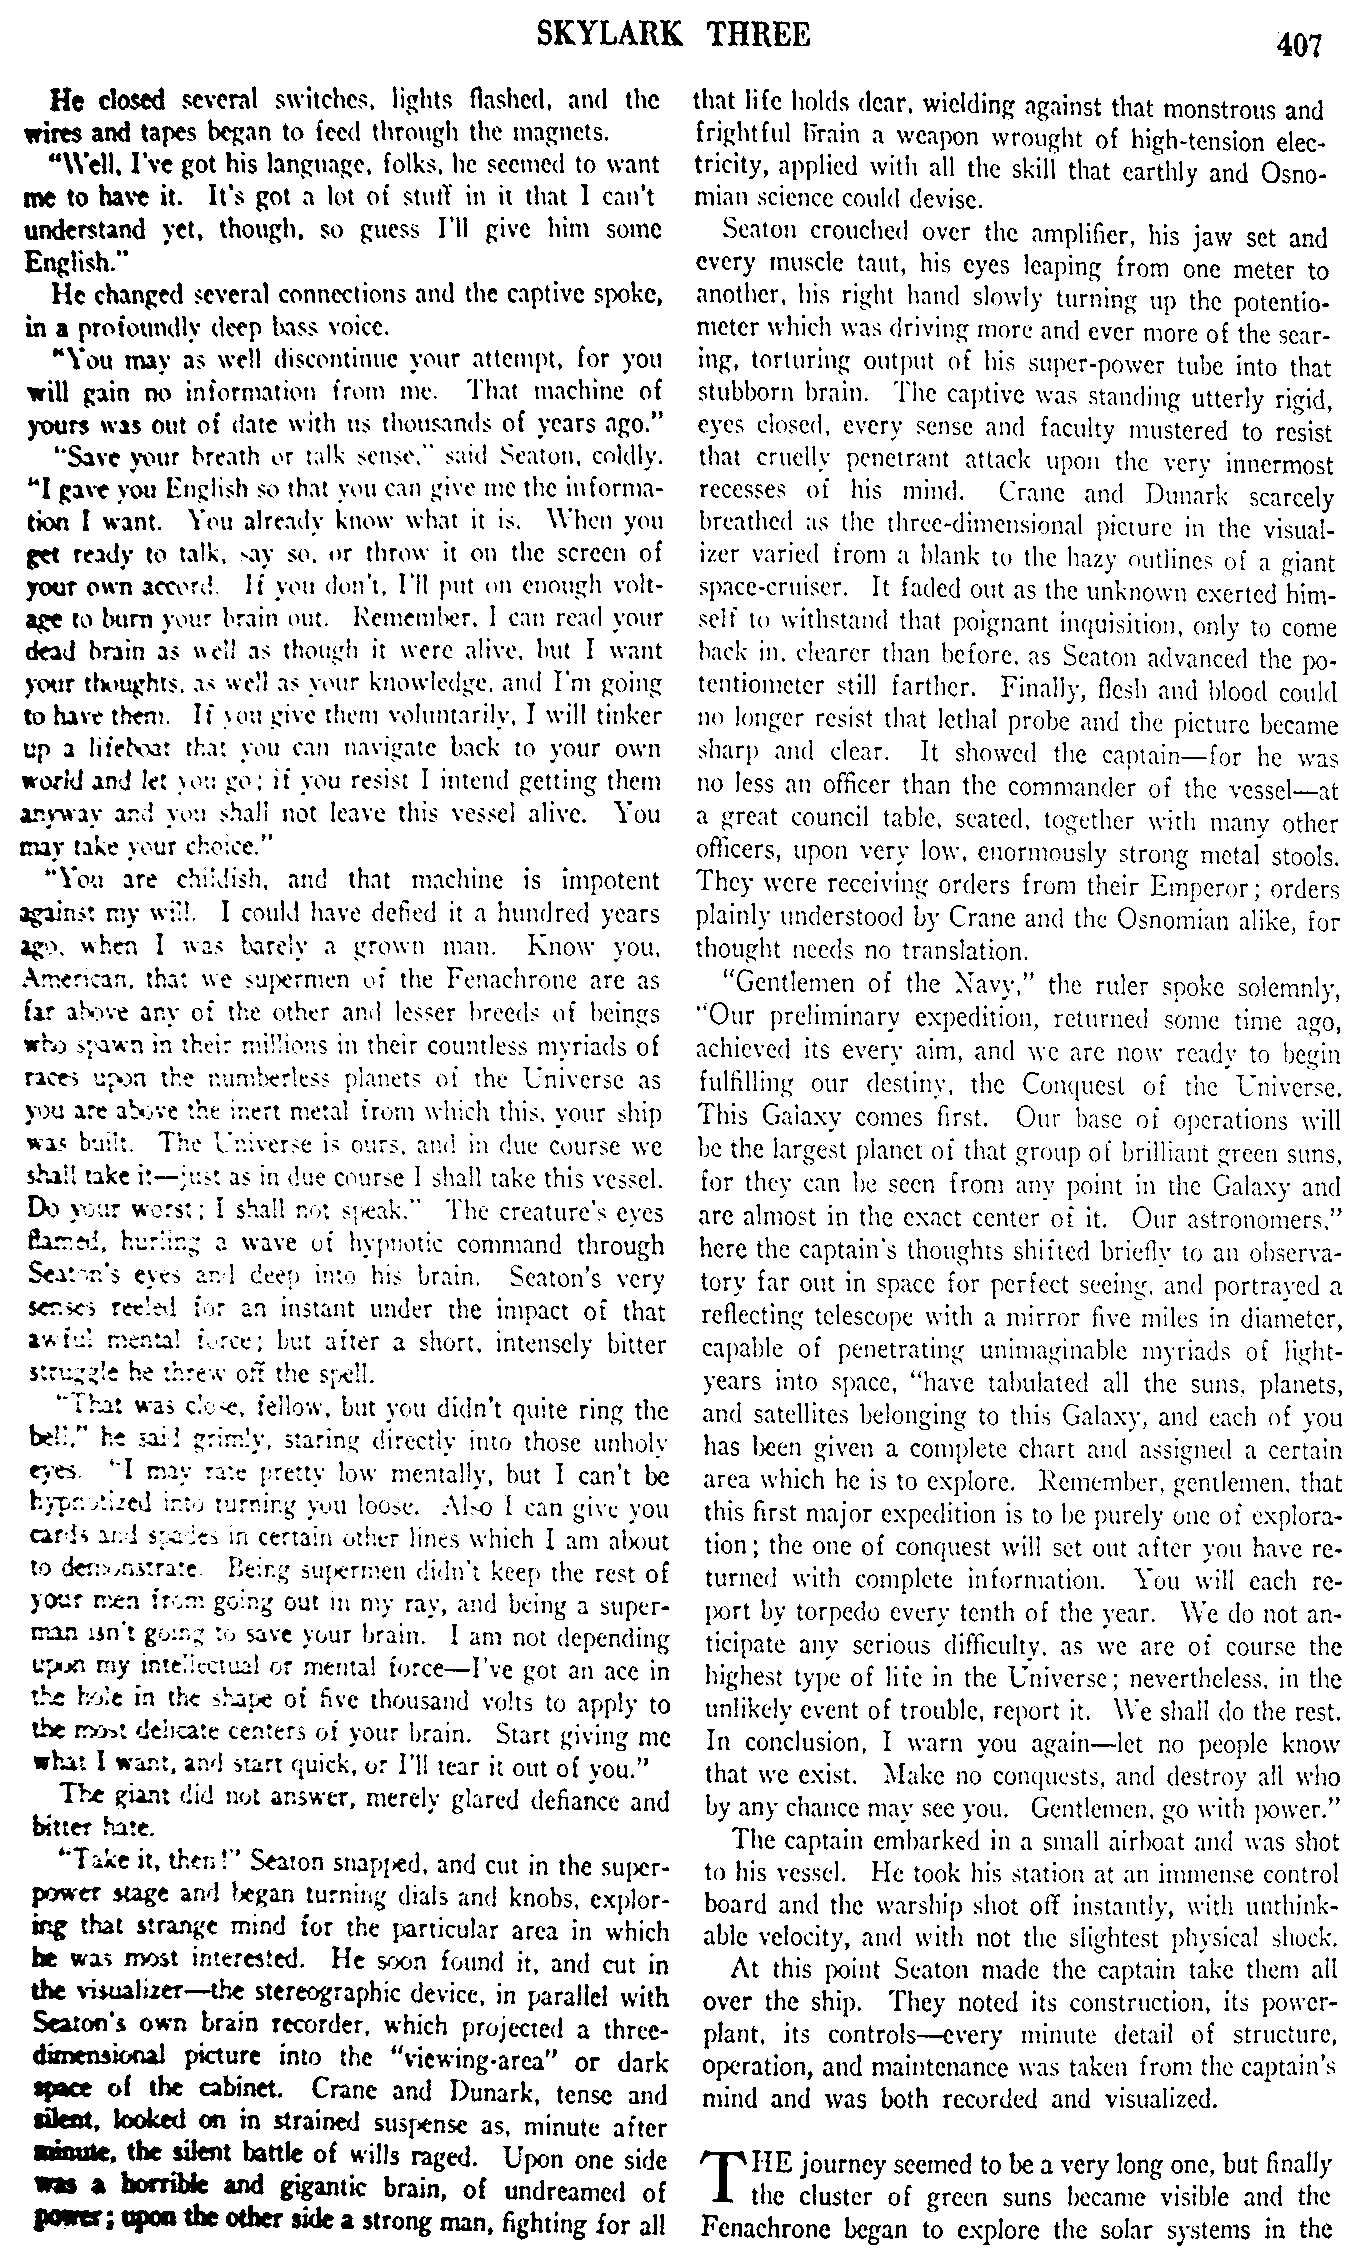 SKYLARK THREE
407
He closed several switches, lights flashed, and the
wires and tapes began to feed through the magnets.
"Well, I've got his language, folks, he seemed to want
me to have it. It's got a lot of stuff in it that I can't
understand yet, though, so guess I'll give him some
English."
He changed several connections and the captive spoke,
in a profoundly deep bass voice.
"You may as well discontinue your attempt, for you
will gain no information from me. That machine of
yours was out of date with us thousands of years ago."
"Save your breath or talk sense," said Seaton, coldly.
"I gave you English so that you can give me the informa-
tion I want. You already know what it is. When you
get ready to talk, say so, or throw it on the screen of
your own accord. If you don't, I'll put on enough volt-
age to burn your brain out. Remember, I can read your
dead brain as well as though it were alive, but I want
your thoughts, as well as your knowledge, and I'm going
to have them. If you give them voluntarily, I will tinker
up a lifeboat that you can navigate back to your own
world and let you go; if you resist I intend getting them
anyway and you shall not leave this vessel alive. You
may take your choice."
"You are childish, and that machine is impotent
against my will. I could have defied it a hundred years
ago, when I was barely a grown man. Know you,
American, that we supermen of the Fenachrone are as
far above any of the other and lesser breeds of beings
who spawn in their millions in their countless myriads of
races upon the numberless planets of the Universe as
you are above the inert metal from which this, your ship
was built. The Universe is ours, and in due course we
shall take it—just as in due course I shall take this vessel.
Do your worst; I shall not speak." The creature's eyes
flamed, hurling a wave of hypnotic command through
Seaton's eyes and deep into his brain. Seaton's very
senses reeled for an instant under the impact of that
awful mental force; but after a short, intensely bitter
struggle he threw off the spell.
"That was close, fellow, but you didn't quite ring the
bell," he said grimly, staring directly into those unholy
eyes. "I may rate pretty low mentally, but I can't be
hypnotized into turning you loose. Also I can give you
cards and spades in certain other lines which I am about
to demonstrate. Being supermen didn't keep the rest of
your men from going out in my ray, and being a super-
man isn't going to save your brain. I am not depending
upon my intellectual or mental force—I've got an ace in
the hole in the shape of five thousand volts to apply to
the most delicate centers of your brain. Start giving me
what I want, and start quick, or I'll tear it out of you."
The giant did not answer, merely glared defiance and
bitter hate.
"Take it, then!" Seaton snapped, and cut in the super-
power stage and began turning dials and knobs, explor-
ing that strange mind for the particular area in which
he was most interested. He soon found it, and cut in
the visualizer—the stereographic device, in parallel with
Seaton's own brain recorder, which projected a three-
dimensional picture into the "viewing-area" or dark
space of the cabinet. Crane and Dunark, tense and
silent, looked on in strained suspense as, minute after
minute, the silent battle of wills raged. Upon one side
was a horrible and gigantic brain, of undreamed of
power; upon the other side a strong man, fighting for all
that life holds dear, wielding against that monstrous and
frightful brain a weapon wrought of high-tension elec-
tricity, applied with all the skill that earthly and Osno-
mian science could devise.
Seaton crouched over the amplifier, his jaw set and
every muscle taut, his eyes leaping from one meter to
another, his right hand slowly turning up the potentio-
meter which was driving more and ever more of the sear-
ing, torturing output of his super-power tube into that
stubborn brain. The captive was standing utterly rigid,
eyes closed, every sense and faculty mustered to resist
that cruelly penetrant attack upon the very innermost
recesses of his mind. Crane and Dunark scarcely
breathed as the three-dimensional picture in the visual-
izer varied from a blank to the hazy outlines of a giant
space-cruiser. It faded out as the unknown exerted him-
self to withstand that poignant inquisition, only to come
back in, clearer than before, as Seaton advanced the po-
tentiometer still farther. Finally, flesh and blood could
no longer resist that lethal probe and the picture became
sharp and clear. It showed the captain—for he was
no less an officer than the commander of the vessel—at
a great council table, seated, together with many other
officers, upon very low, enormously strong metal stools.
They were receiving orders from their Emperor; orders
plainly understood by Crane and the Osnomian alike, for
thought needs no translation.
"Gentlemen of the Navy," the ruler spoke solemnly,
"Our preliminary expedition, returned some time ago,
achieved its every aim, and we are now ready to begin
fulfilling our destiny, the Conquest of the Universe.
This Galaxy comes first. Our base of operations will
be the largest planet of that group of brilliant green suns,
for they can be seen from any point in the Galaxy and
are almost in the exact center of it. Our astronomers,"
here the captain's thoughts shifted briefly to an observa-
tory far out in space for perfect seeing, and portrayed a
reflecting telescope with a mirror five miles in diameter,
capable of penetrating unimaginable myriads of light-
years into space, "have tabulated all the suns, planets,
and satellites belonging to this Galaxy, and each of you
has been given a complete chart and assigned a certain
area which he is to explore. Remember, gentlemen, that
this first major expedition is to be purely one of explora-
tion; the one of conquest will set out after you have re-
turned with complete information. You will each re-
port by torpedo every tenth of the year. We do not an-
ticipate any serious difficulty, as we are of course the
highest type of life in the Universe; nevertheless, in the
unlikely event of trouble, report it. We shall do the rest.
In conclusion, I warn you again—let no people know
that we exist. Make no conquests, and destroy all who
by any chance may see you. Gentlemen, go with power."
The captain embarked in a small airboat and was shot
to his vessel. He took his station at an immense control
board and the warship shot off instantly, with unthink-
able velocity, and with not the slightest physical shock.
At this point Seaton made the captain take them all
over the ship. They noted its construction, its power-
plant, its controls—every minute detail of structure,
operation, and maintenance was taken from the captain's
mind and was both recorded and visualized.
THE journey seemed to be a very long one, but finally
the cluster of green suns became visible and the
Fenachrone began to explore the solar systems in the